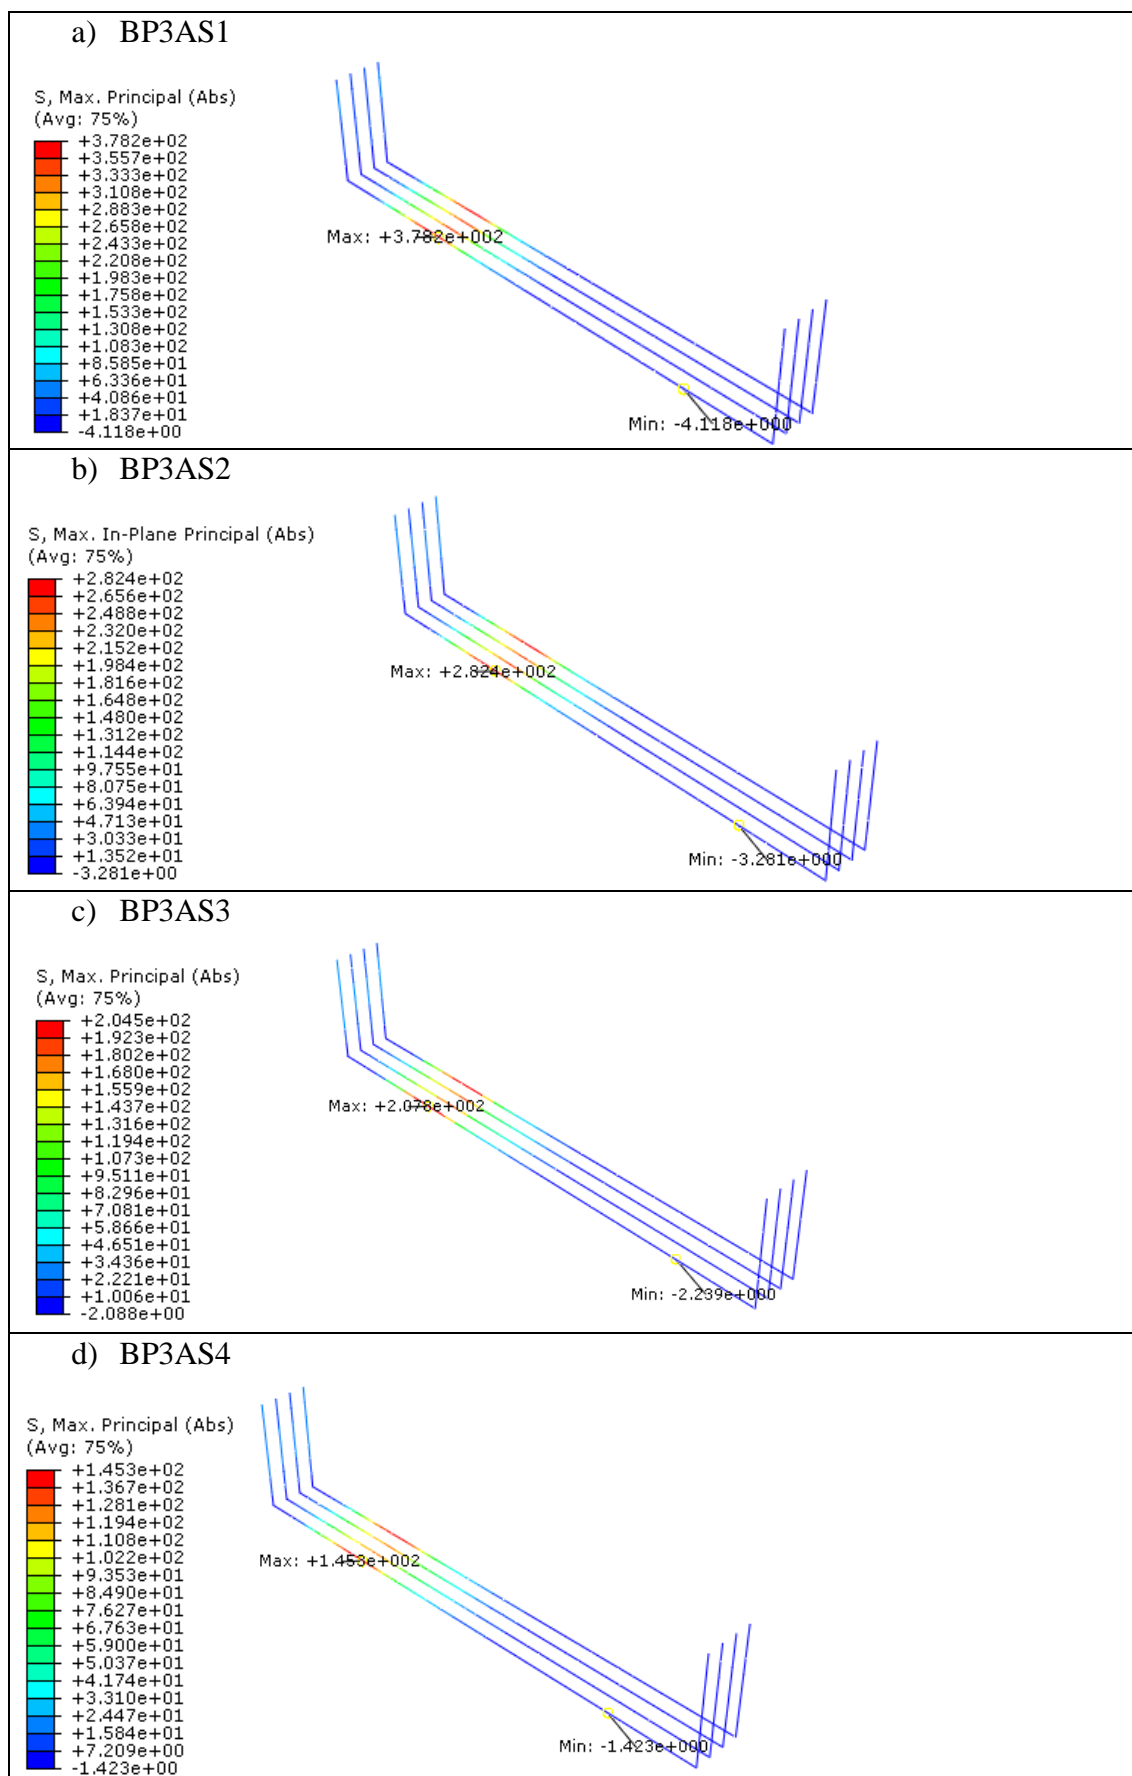 a) BP3AS1
S, Max. Principal (Abs)
(Avg: 75%)
+3.782e+02
+3.557e+02
+3.333e+02
+3.108e+02
+2.883e+02
+2.658e+02
+2.433e+02
+2.208e+02
+1.983e+02
+1.758e+02
+1.533e+02
+1.308e+02
+1.083e+02
+8.585e+01
+6.336e+01
+4.086e+01
+1.837e+01
-4.118e+00
Max: +3.782e+002
Min: -4.118e+000
b) BP3AS2
S, Max. In-Plane Principal (Abs)
(Avg: 75%)
+2.824e+02
+2.656e+02
+2.488e+02
+2.320e+02
+2.152e+02
+1.984e+02
+1.816e+02
+1.648e+02
+1.480e+02
+1.312e+02
+1.144e+02
+9.755e+01
+8.075e+01
+6.394e+01
+4.713e+01
+3.033e+01
+1.352e+01
-3.281e+00
Max: +2.824e+002
Min: -3.281e+000
c) BP3AS3
S, Max. Principal (Abs)
(Avg: 75%)
+2.045e+02
+1.923e+02
+1.802e+02
+1.680e+02
+1.559e+02
+1.437e+02
+1.316e+02
+1.194e+02
+1.073e+02
+9.511e+01
+8.296e+01
+7.081e+01
+5.866e+01
+4.651e+01
+3.436e+01
+2.221e+01
+1.006e+01
-2.088e+00
Max: +2.078e+002
Min: -2.239e+000
d) BP3AS4
S, Max. Principal (Abs)
(Avg: 75%)
+1.453e+02
+1.367e+02
+1.281e+02
+1.194e+02
+1.108e+02
+1.022e+02
+9.353e+01
+8.490e+01
+7.627e+01
+6.763e+01
+5.900e+01
+5.037e+01
+4.174e+01
+3.310e+01
+2.447e+01
+1.584e+01
+7.209e+00
-1.423e+00
Max: +1.453e+002
Min: -1.423e+000